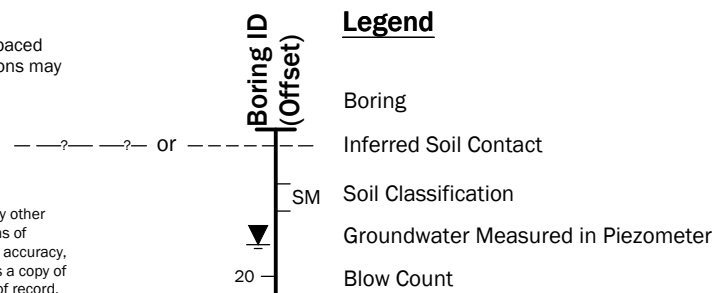 Legend
Boring ID
(Offset)
paced
ons may
Boring
—?— —?— or
Inferred Soil Contact
SM
Soil Classification
y other
s of
accuracy,
s a copy of
of record.
Groundwater Measured in Piezometer
20
Blow Count